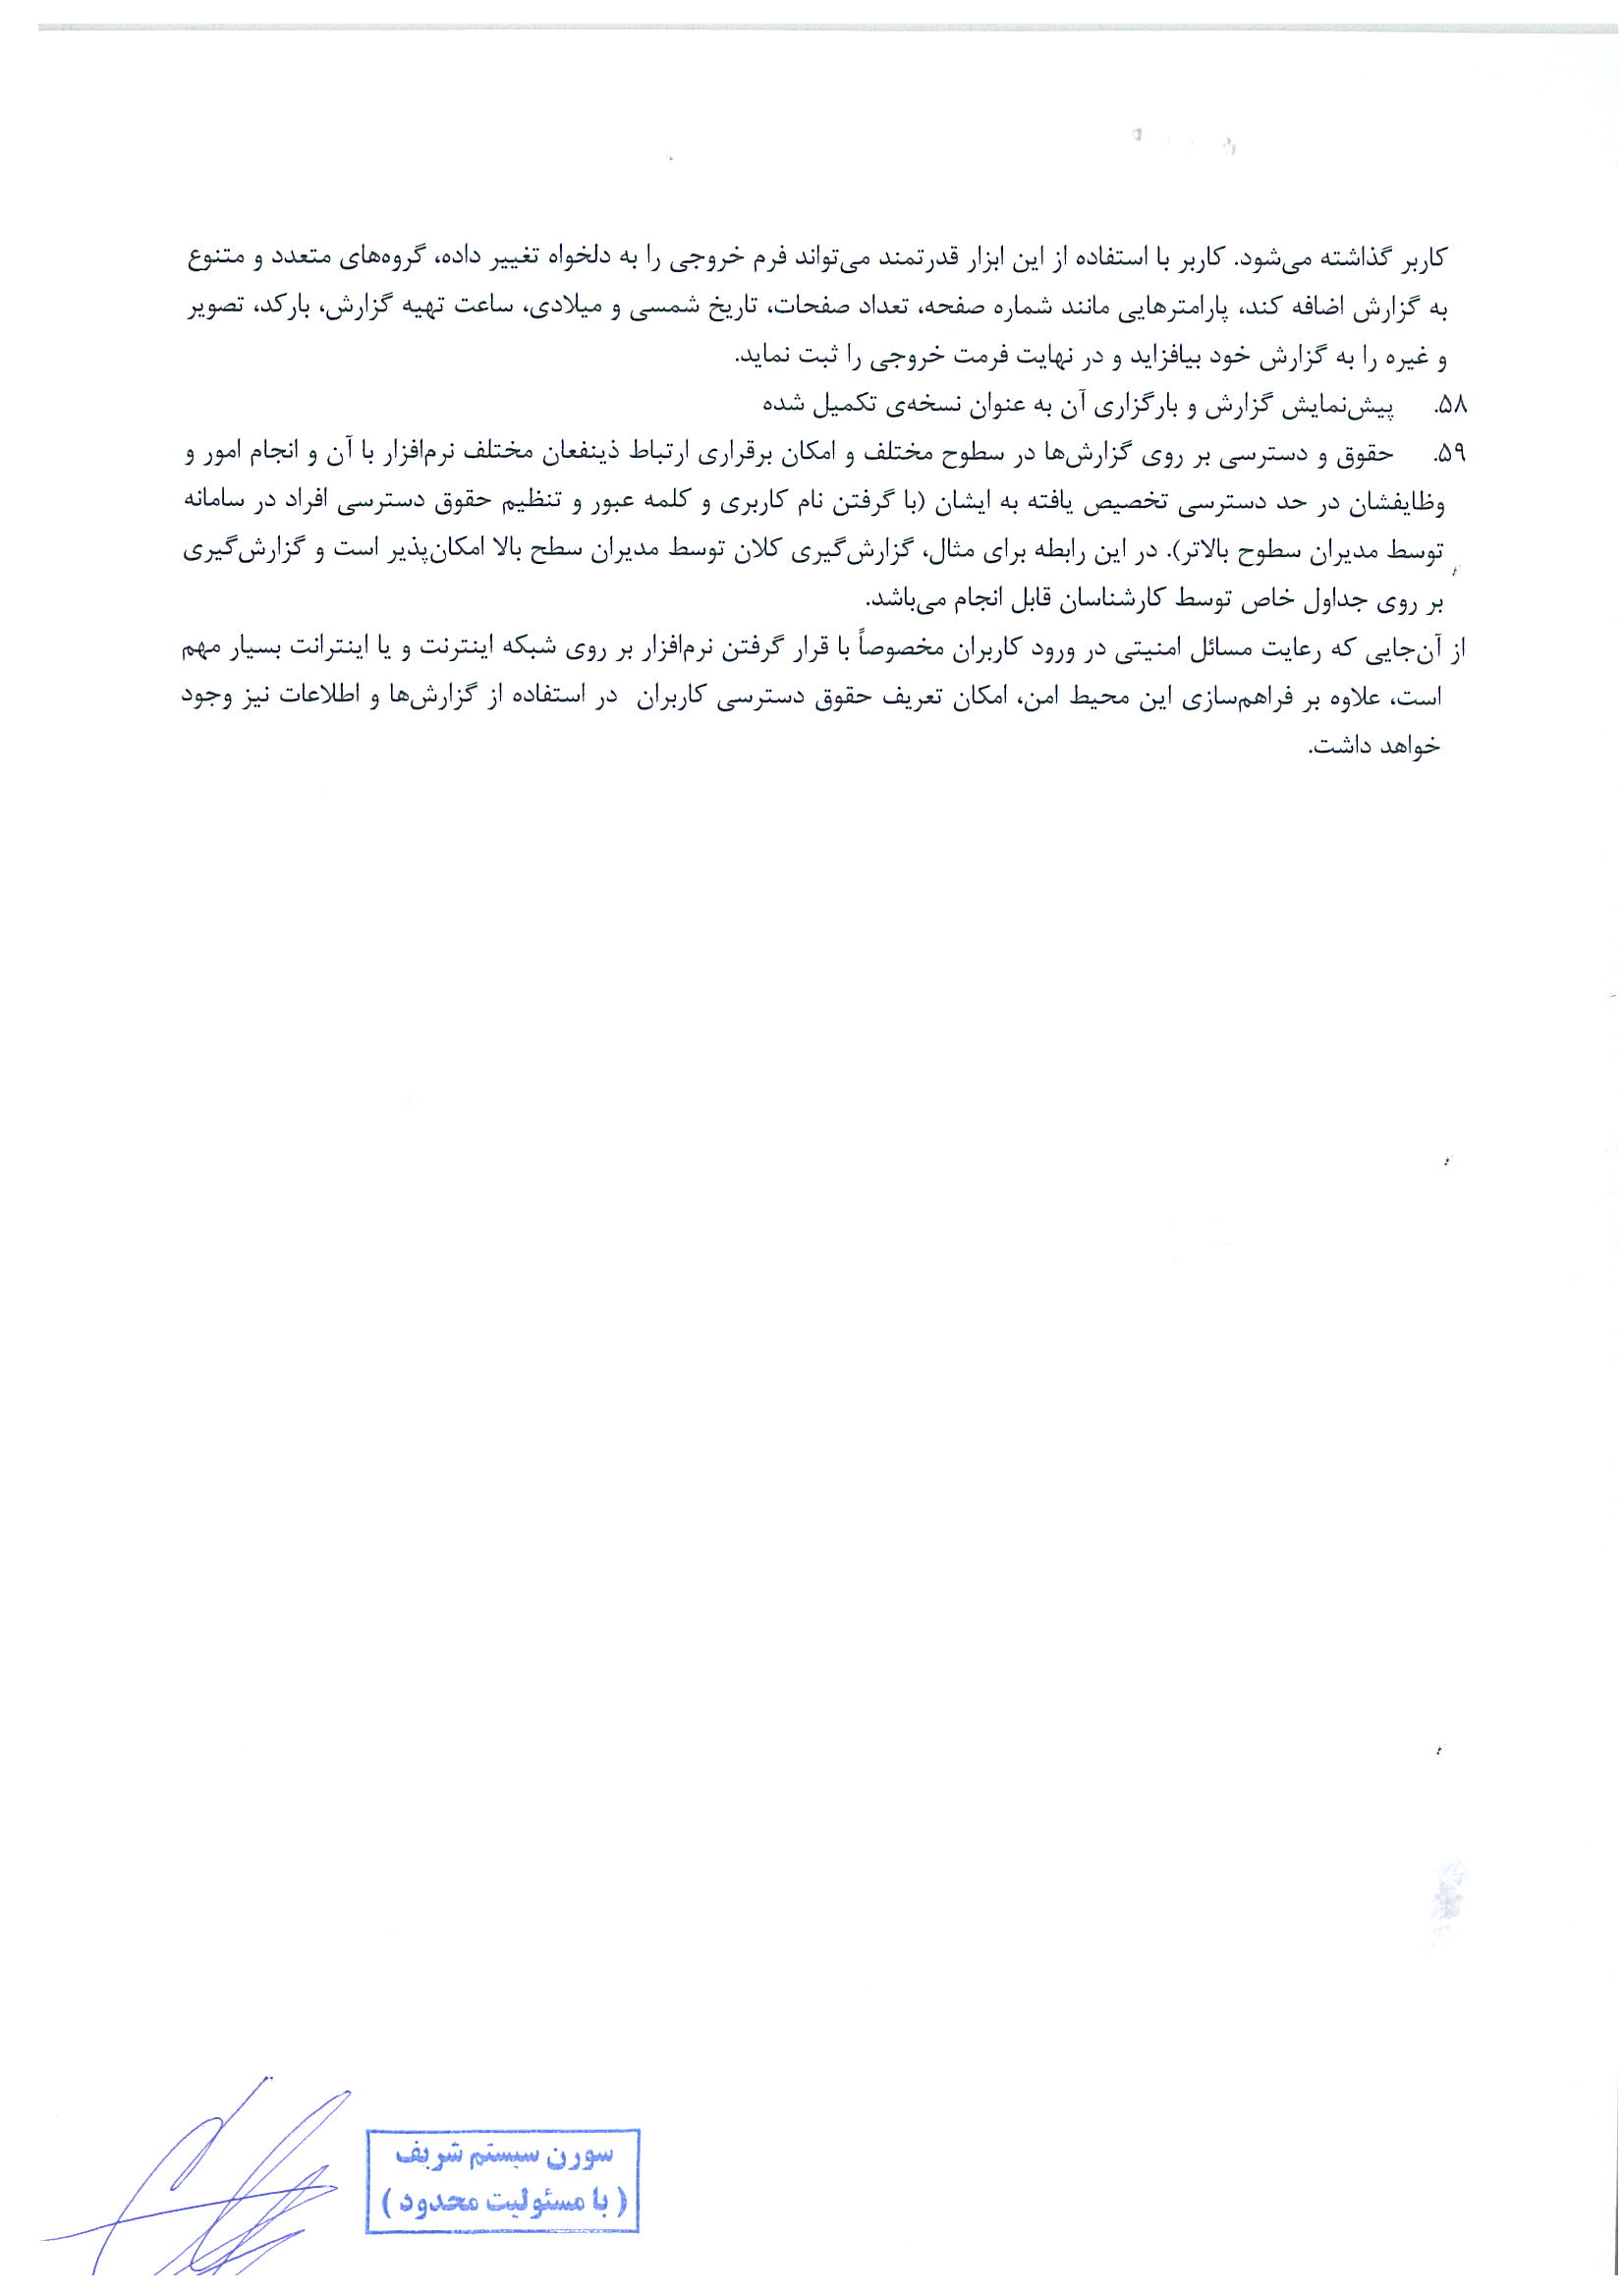 کاربر گذاشته می‌شود. کاربر با استفاده از این ابزار قدرتمند می‌تواند فرم خروجی را به دلخواه تغییر داده، گروه‌های متعدد و متنوع
به گزارش اضافه کند، پارامترهایی مانند شماره صفحه، تعداد صفحات، تاریخ شمسی و میلادی، ساعت تهیه گزارش، بارکد، تصویر
و غیره را به گزارش خود بیافزاید و در نهایت فرمت خروجی را ثبت نماید.
۵۸. پیش‌نمایش گزارش و بارگزاری آن به عنوان نسخه‌ی تکمیل شده
۵۹. حقوق و دسترسی بر روی گزارش‌ها در سطوح مختلف و امکان برقراری ارتباط ذینفعان مختلف نرم‌افزار با آن و انجام امور و
وظایفشان در حد دسترسی تخصیص یافته به ایشان (با گرفتن نام کاربری و کلمه عبور و تنظیم حقوق دسترسی افراد در سامانه
توسط مدیران سطوح بالاتر). در این رابطه برای مثال، گزارش‌گیری کلان توسط مدیران سطح بالا امکان‌پذیر است و گزارش‌گیری
بر روی جداول خاص توسط کارشناسان قابل انجام می‌باشد.
از آن‌جایی که رعایت مسائل امنیتی در ورود کاربران مخصوصاً با قرار گرفتن نرم‌افزار بر روی شبکه اینترنت و یا اینترانت بسیار مهم
است، علاوه بر فراهم‌سازی این محیط امن، امکان تعریف حقوق دسترسی کاربران در استفاده از گزارش‌ها و اطلاعات نیز وجود
خواهد داشت.
سورن سیستم شریف
( با مسئولیت محدود )